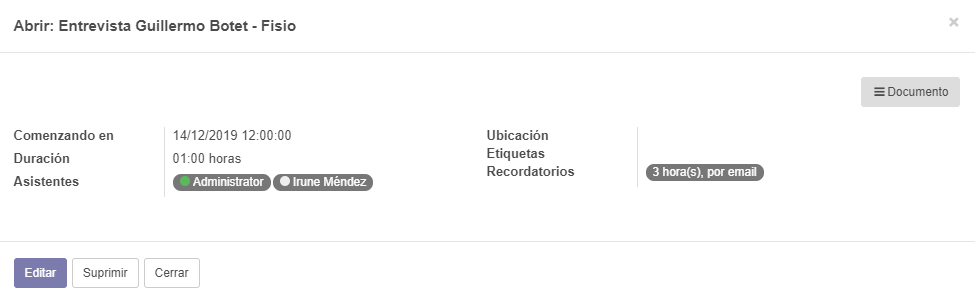 Abrir: Entrevista Guillermo Botet - Fisio
×
Documento
Comenzando en 14/12/2019 12:00:00
Duración 01:00 horas
Asistentes Administrator Irune Méndez
Ubicación
Etiquetas
Recordatorios 3 hora(s), por email
Editar Suprimir Cerrar